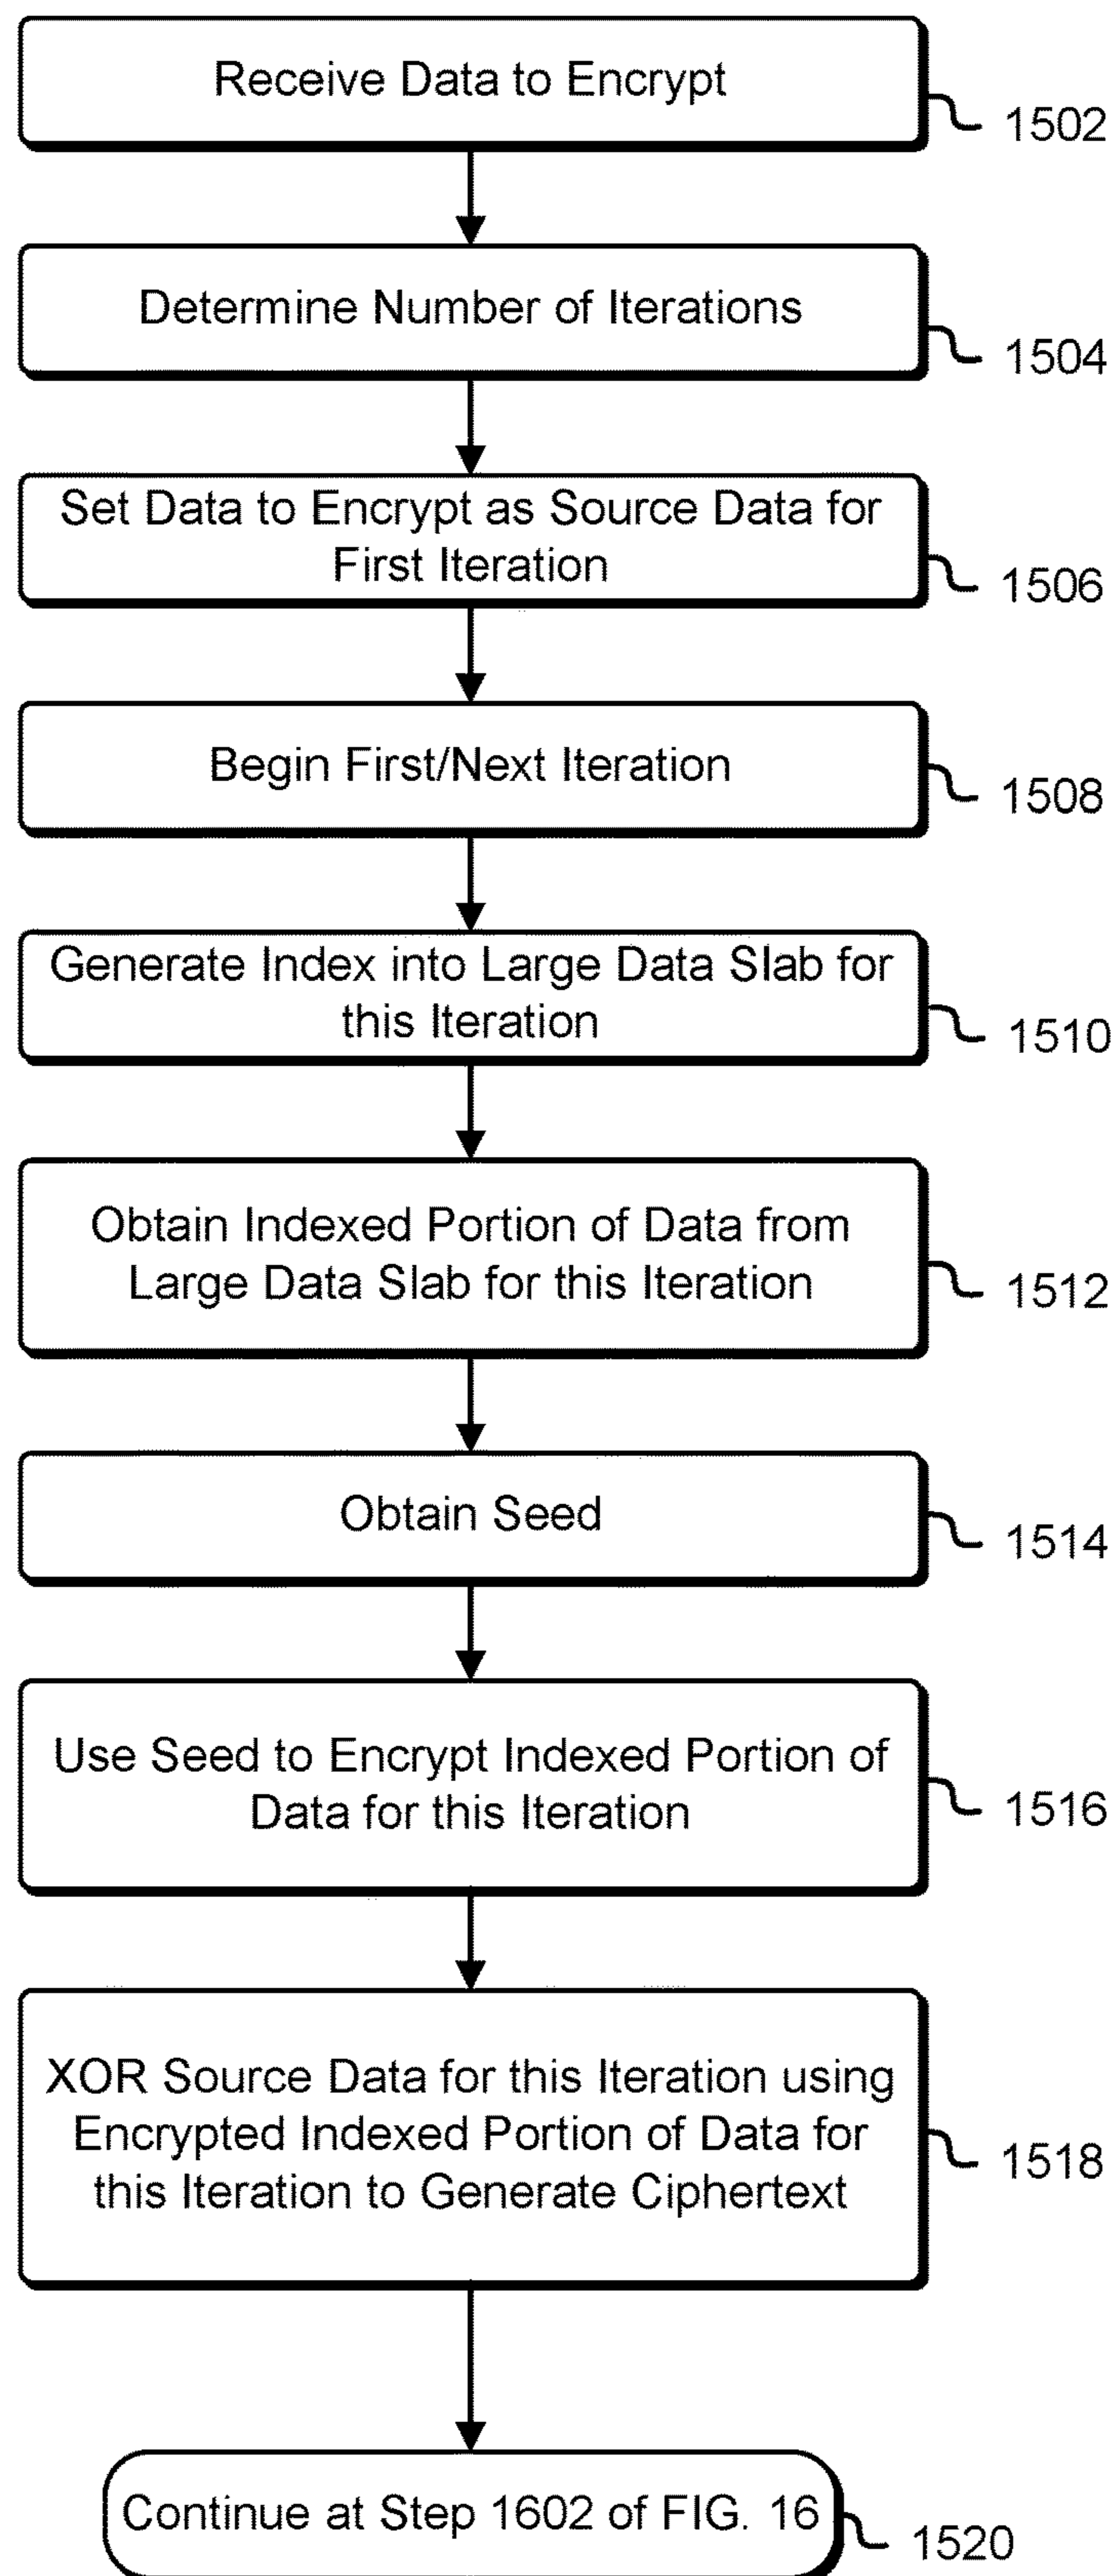 Receive Data to Encrypt
1502
Determine Number of Iterations
1504
Set Data to Encrypt as Source Data for
First Iteration
1506
Begin First/Next Iteration
1508
Generate Index into Large Data Slab for
this Iteration
1510
Obtain Indexed Portion of Data from
Large Data Slab for this Iteration
1512
Obtain Seed
1514
Use Seed to Encrypt Indexed Portion of
Data for this Iteration
1516
XOR Source Data for this Iteration using
Encrypted Indexed Portion of Data for
this Iteration to Generate Ciphertext
1518
Continue at Step 1602 of FIG. 16
1520